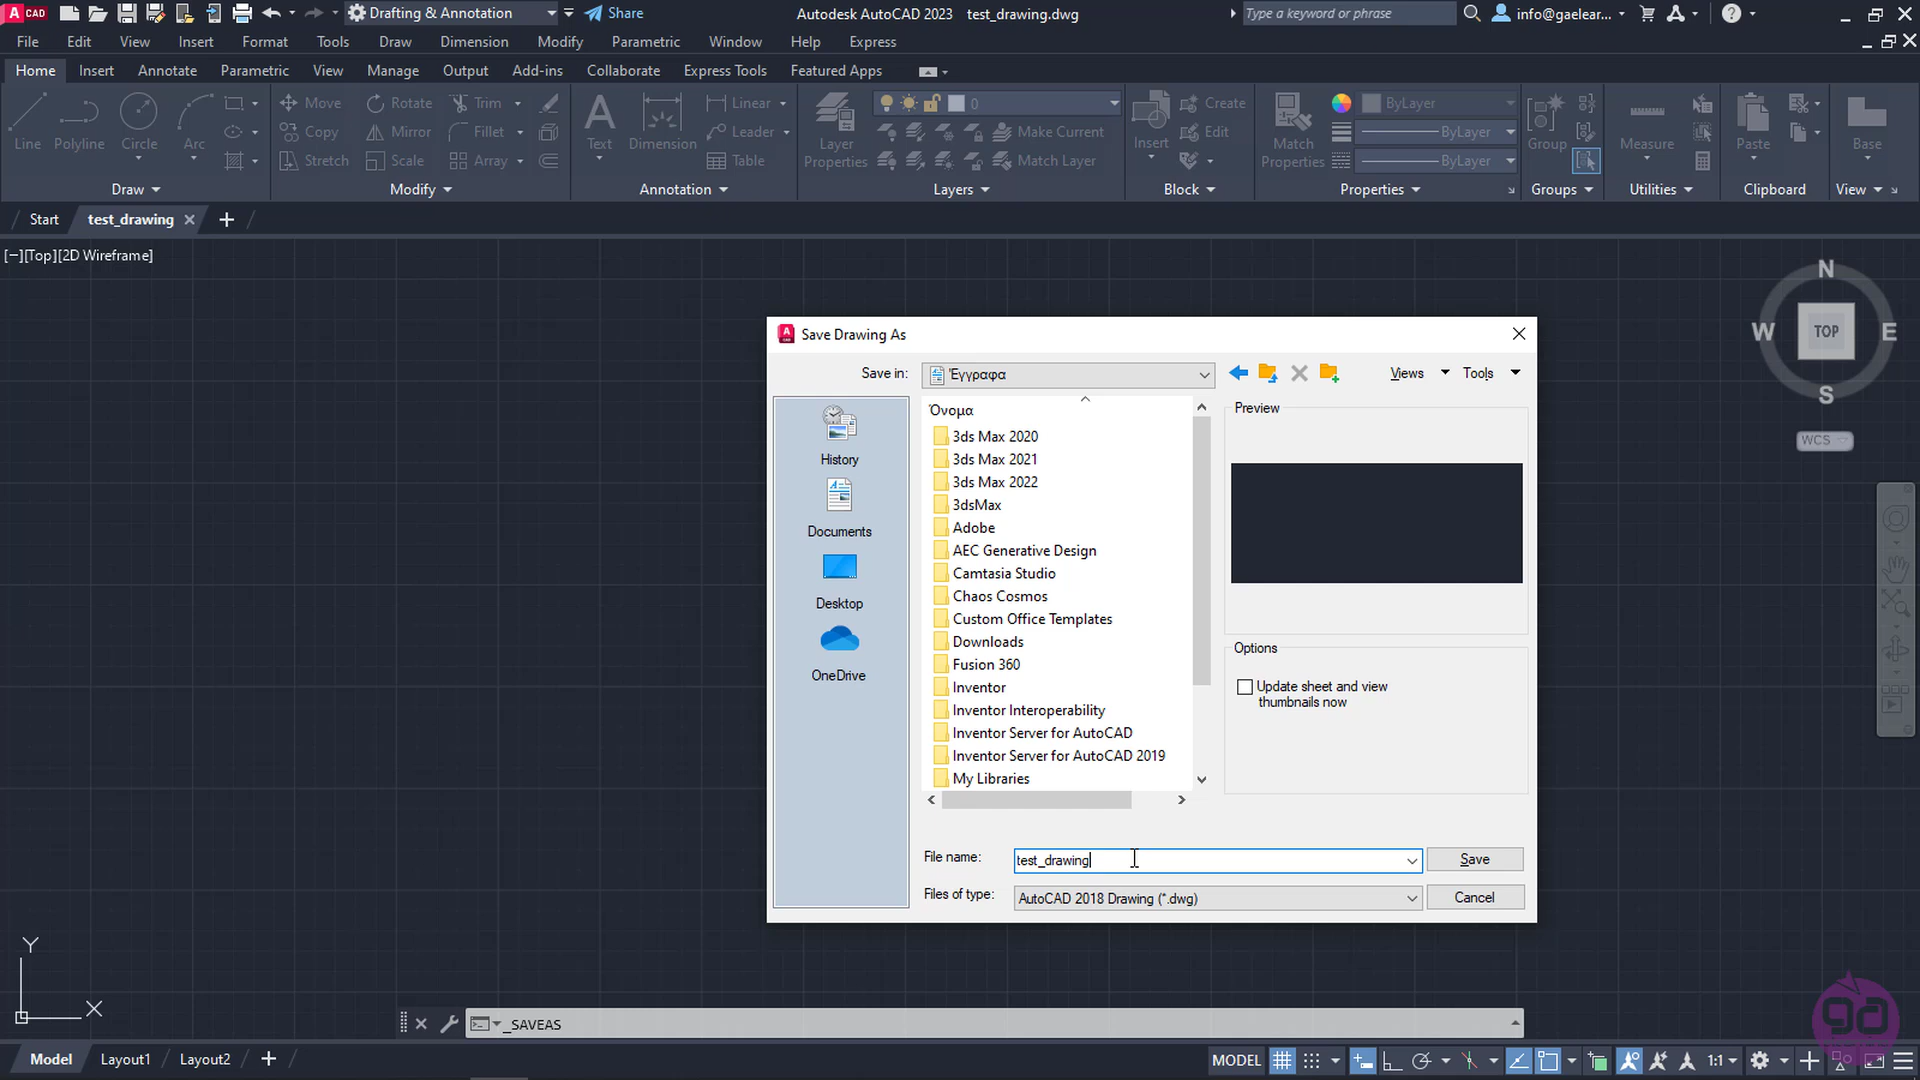 CAD Drafting & Annotation Share Autodesk AutoCAD 2023 test_drawing.dwg Type a keyword or phrase info@gaelear...
File Edit View Insert Format Tools Draw Dimension Modify Parametric Window Help Express
Home Insert Annotate Parametric View Manage Output Add-ins Collaborate Express Tools Featured Apps
Line Polyline Circle Arc
Draw
Move Rotate Trim
Copy Mirror Fillet
Stretch Scale Array
Modify
Text Dimension
Linear
Leader
Table
Annotation
Layer Properties
0
Make Current
Match Layer
Layers
Insert
Create
Edit
Block
Match Properties
ByLayer
ByLayer
ByLayer
Properties
Group
Groups
Measure
Utilities
Paste
Clipboard
Base
View
Start test_drawing
[−][Top][2D Wireframe]
N
W TOP E
S
WCS
Save Drawing As
Save in: Έγγραφα Views Tools
History
Documents
Desktop
OneDrive
Όνομα
3ds Max 2020
3ds Max 2021
3ds Max 2022
3dsMax
Adobe
AEC Generative Design
Camtasia Studio
Chaos Cosmos
Custom Office Templates
Downloads
Fusion 360
Inventor
Inventor Interoperability
Inventor Server for AutoCAD
Inventor Server for AutoCAD 2019
My Libraries
Preview
Options
Update sheet and view
thumbnails now
File name: test_drawing Save
Files of type: AutoCAD 2018 Drawing (*.dwg) Cancel
Y
X
_SAVEAS
Model Layout1 Layout2 MODEL 1:1
ga